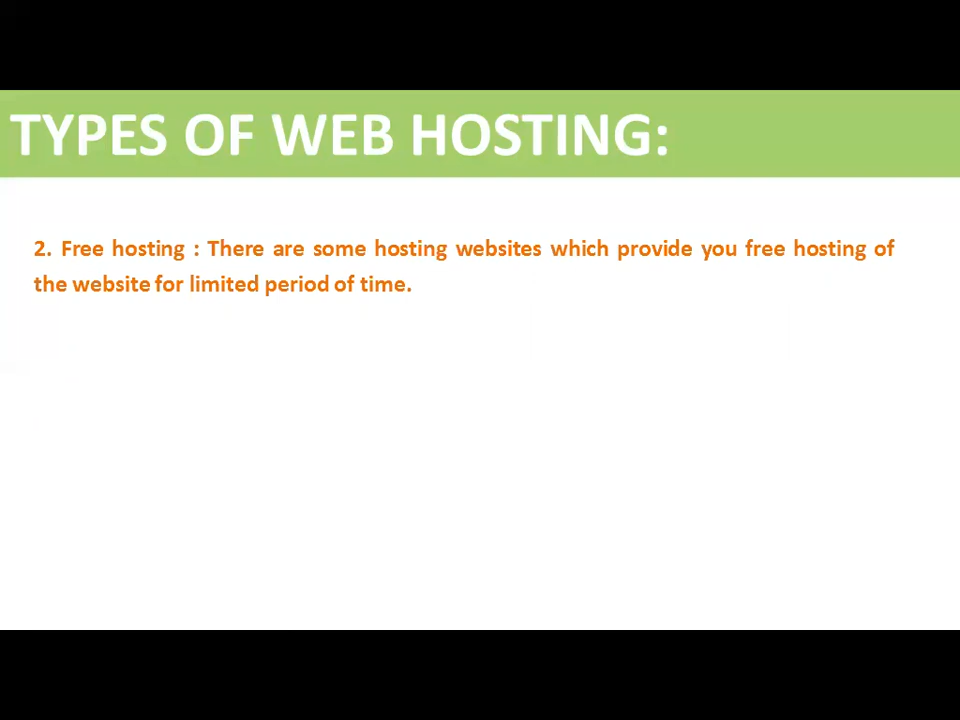 TYPES OF WEB HOSTING:
2. Free hosting : There are some hosting websites which provide you free hosting of
the website for limited period of time.